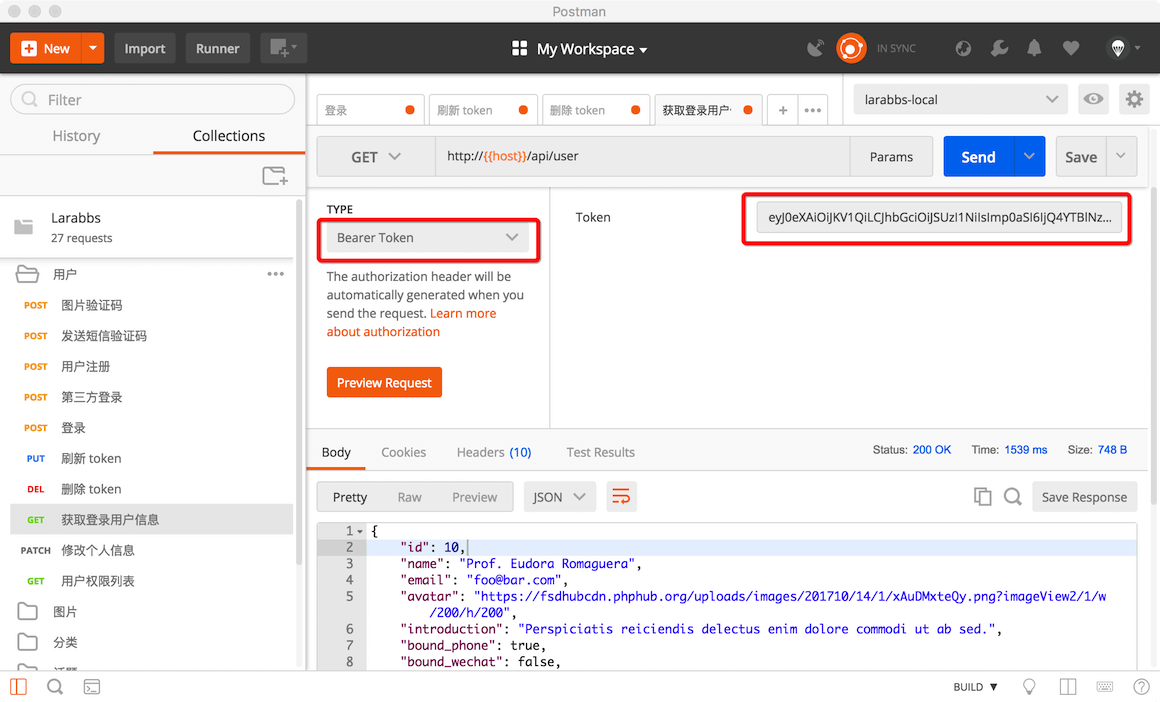 Postman
New
Import
Runner
My Workspace
IN SYNC
Filter
History
Collections
Larabbs
27 requests
用户
POST 图片验证码
POST 发送短信验证码
POST 用户注册
POST 第三方登录
POST 登录
PUT 刷新 token
DEL 删除 token
GET 获取登录用户信息
PATCH 修改个人信息
GET 用户权限列表
图片
分类
登录
刷新 token
删除 token
获取登录用户
larabbs-local
GET
http://{{host}}/api/user
Params
Send
Save
TYPE
Bearer Token
The authorization header will be
automatically generated when you
send the request. Learn more
about authorization
Preview Request
Token
Body
Cookies
Headers (10)
Test Results
Status: 200 OK
Time: 1539 ms
Size: 748 B
Pretty
Raw
Preview
JSON
Save Response
1 {
2 "id": 10,
3 "name": "Prof. Eudora Romaguera",
4 "email": "foo@bar.com",
5 "avatar": "https://fsdhubcdn.phphub.org/uploads/images/201710/14/1/xAuDMxteQy.png?imageView2/1/w
/200/h/200",
6 "introduction": "Perspiciatis reiciendis delectus enim dolore commodi ut ab sed.",
7 "bound_phone": true,
8 "bound_wechat": false,
BUILD